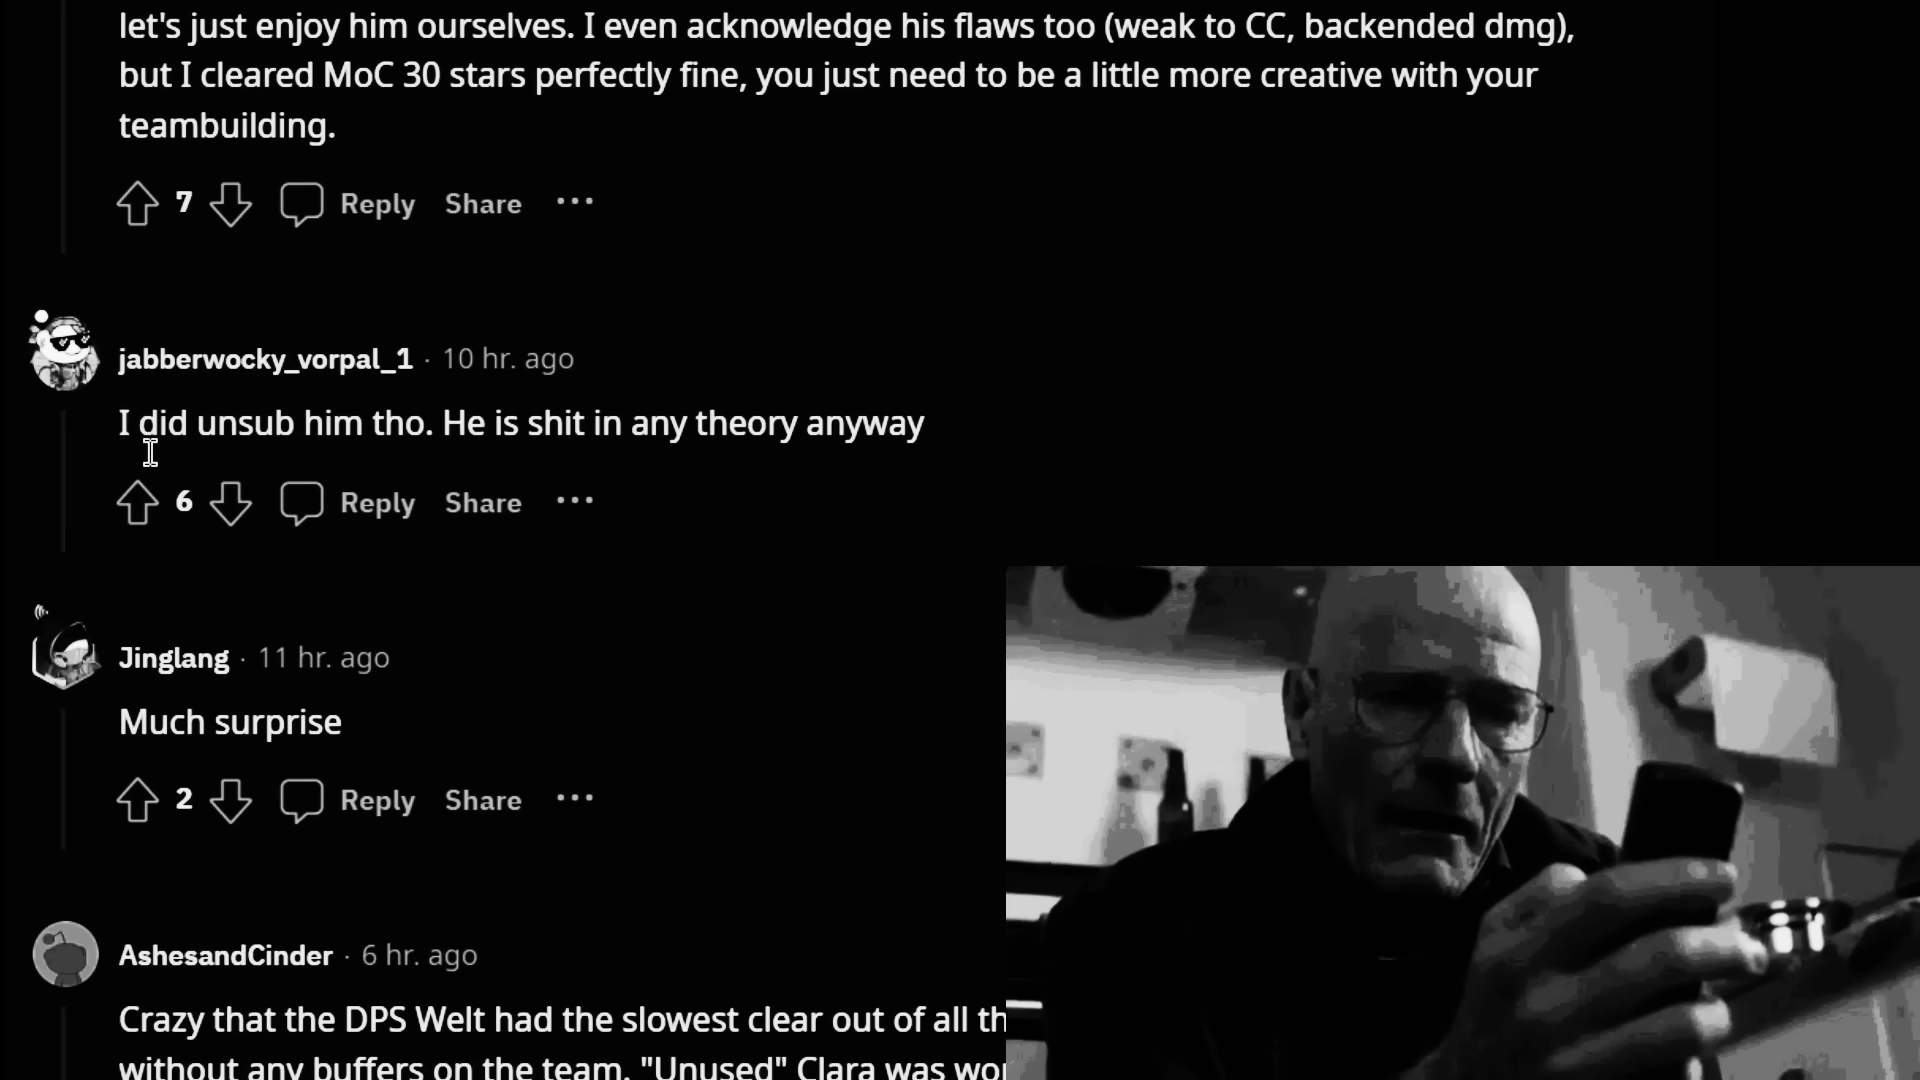 let's just enjoy him ourselves. I even acknowledge his flaws too (weak to CC, backended dmg),
but I cleared MoC 30 stars perfectly fine, you just need to be a little more creative with your
teambuilding.
7 Reply Share ...
jabberwocky_vorpal_1 · 10 hr. ago
I did unsub him tho. He is shit in any theory anyway
6 Reply Share ...
Jinglang · 11 hr. ago
Much surprise
2 Reply Share ...
AshesandCinder · 6 hr. ago
Crazy that the DPS Welt had the slowest clear out of all
without any buffers on the team. "Unused" Clara was